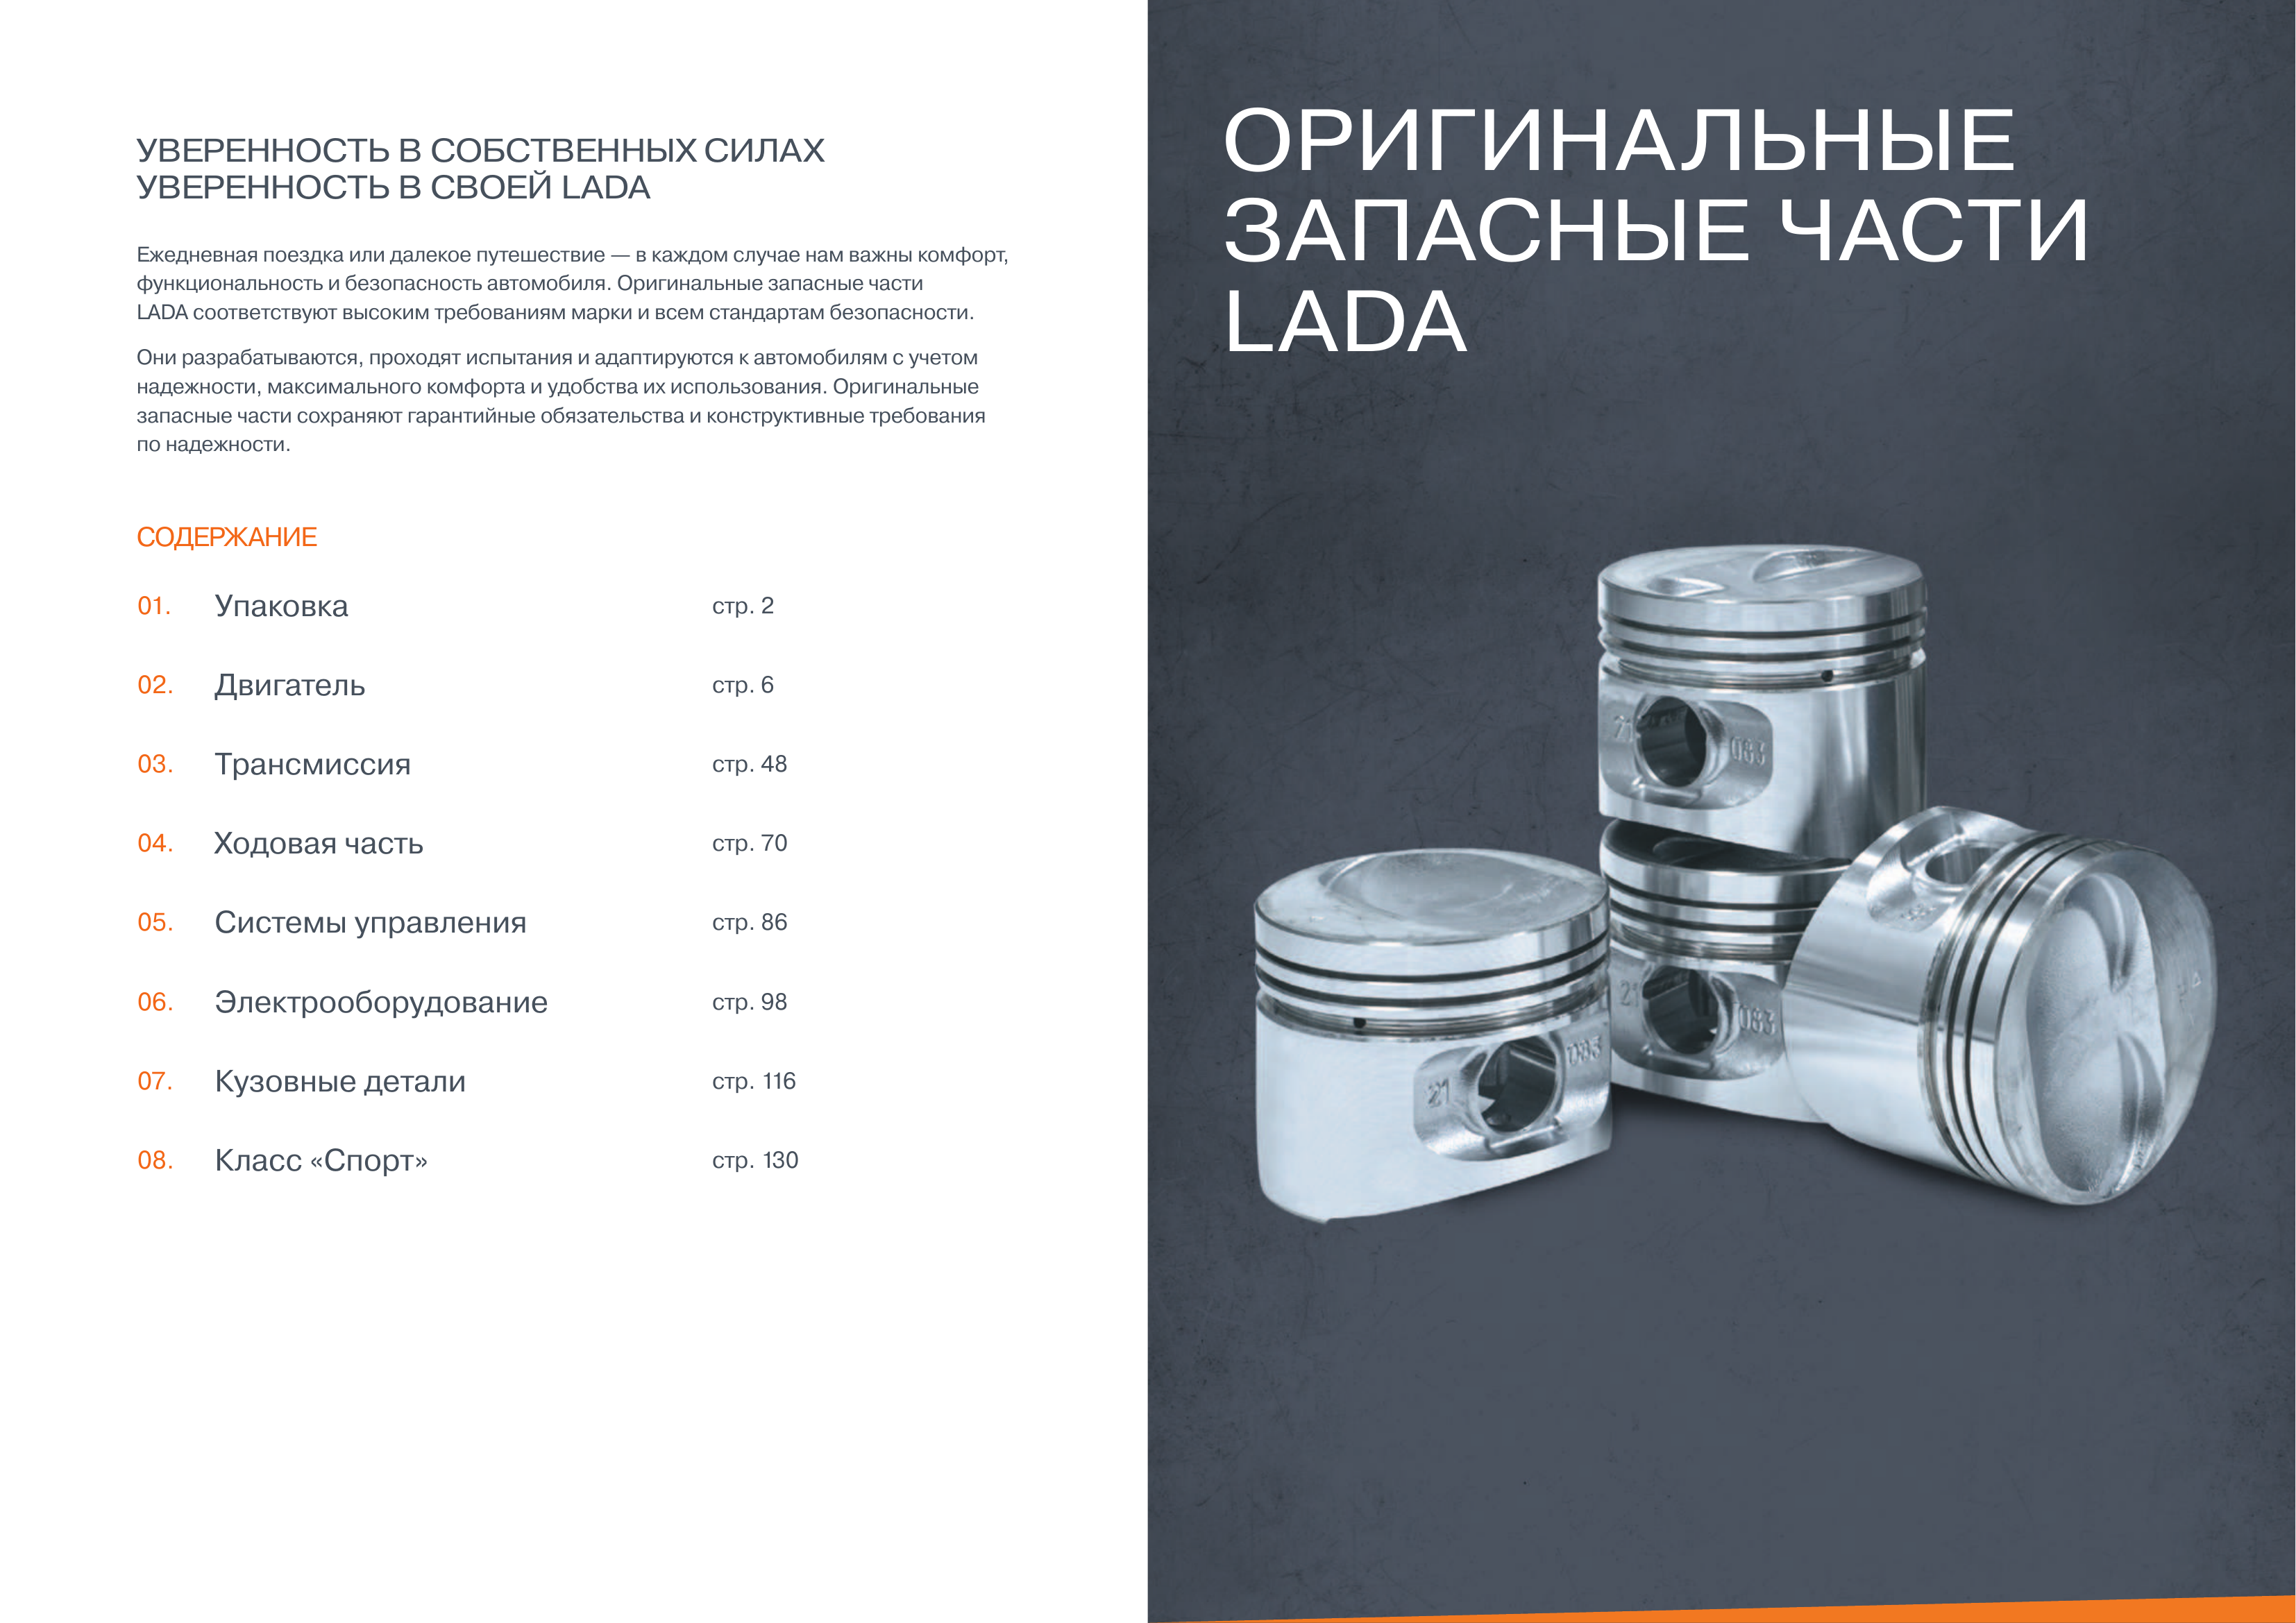 УВЕРЕННОСТЬ В СОБСТВЕННЫХ СИЛАХ
УВЕРЕННОСТЬ В СВОЕЙ LADA
Ежедневная поездка или далекое путешествие — в каждом случае нам важны комфорт,
функциональность и безопасность автомобиля. Оригинальные запасные части
LADA соответствуют высоким требованиям марки и всем стандартам безопасности.
Они разрабатываются, проходят испытания и адаптируются к автомобилям с учетом
надежности, максимального комфорта и удобства их использования. Оригинальные
запасные части сохраняют гарантийные обязательства и конструктивные требования
по надежности.
СОДЕРЖАНИЕ
01. Упаковка стр. 2
02. Двигатель стр. 6
03. Трансмиссия стр. 48
04. Ходовая часть стр. 70
05. Системы управления стр. 86
06. Электрооборудование стр. 98
07. Кузовные детали стр. 116
08. Класс «Спорт» стр. 130
ОРИГИНАЛЬНЫЕ
ЗАПАСНЫЕ ЧАСТИ
LADA
21 083
21 083
21 083